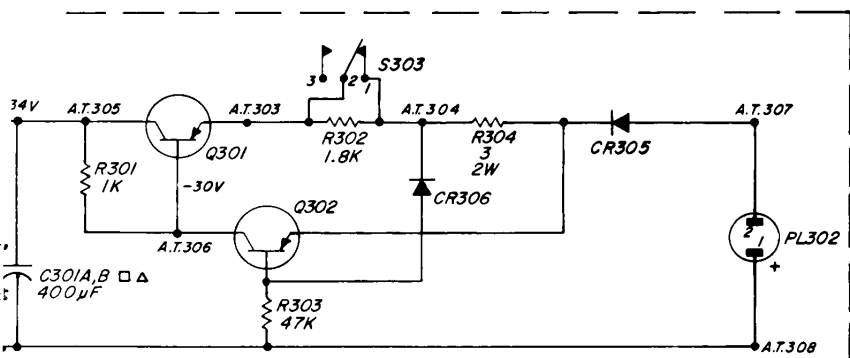 S303
3
2
1
34V
A.T.305
A.T.303
A.T.304
A.T.307
R302
1.8K
R304
3
2W
CR305
Q301
R301
1K
-30V
Q302
CR306
A.T.306
2
1
PL302
+
C301A,B □ △
400µF
R303
47K
A.T.308